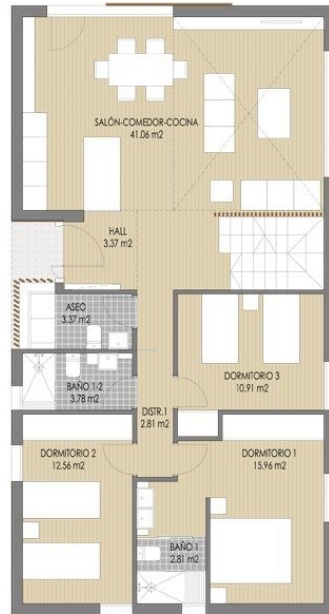 SALÓN-COMEDOR-COCINA
41.06 m2
HALL
3.37 m2
ASEO
3.37 m2
DORMITORIO 3
10.91 m2
BAÑO 1-2
3.78 m2
DISTR.1
2.81 m2
DORMITORIO 2
12.56 m2
DORMITORIO 1
15.96 m2
BAÑO 1
2.81 m2